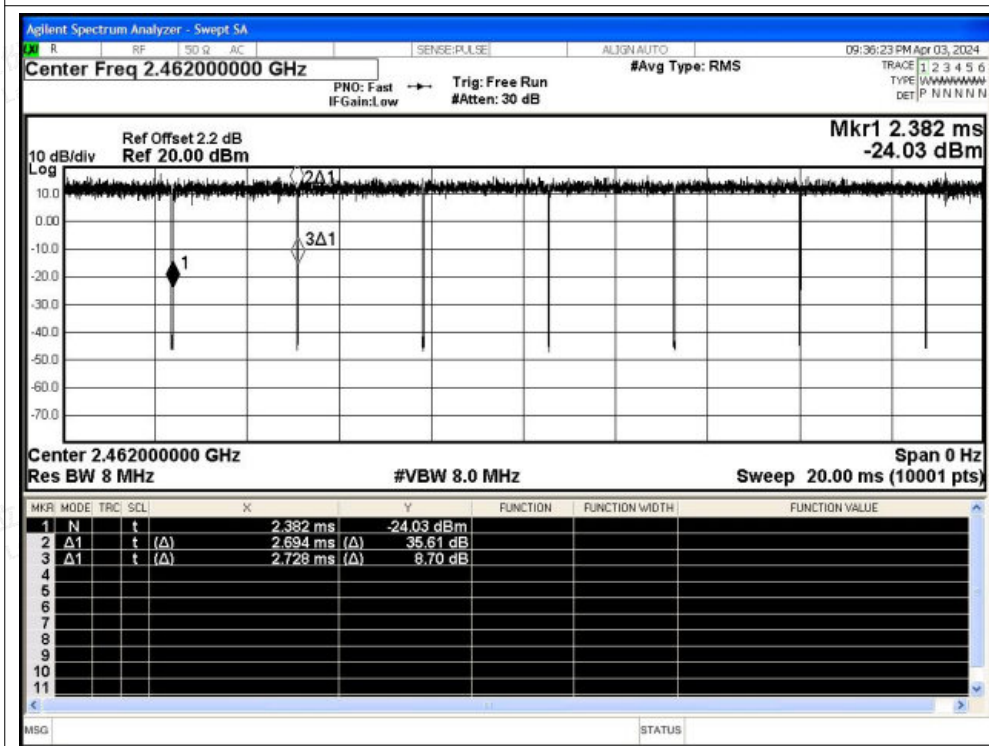 Agilent Spectrum Analyzer - Swept SA
R RF 50 Ω AC SENSE:PULSE ALIGN AUTO 09:36:23 PM Apr 03, 2024
Center Freq 2.462000000 GHz #Avg Type: RMS TRACE 1 2 3 4 5 6
PNO: Fast Trig: Free Run TYPE WWWWWW
IFGain:Low #Atten: 30 dB DET P N N N N N
Mkr1 2.382 ms
Ref Offset 2.2 dB
10 dB/div Ref 20.00 dBm -24.03 dBm
Log
2Δ1
10.0
0.00
3Δ1
-10.0
1
-20.0
-30.0
-40.0
-50.0
-60.0
-70.0
Center 2.462000000 GHz Span 0 Hz
Res BW 8 MHz #VBW 8.0 MHz Sweep 20.00 ms (10001 pts)
MKR MODE TRC SCL X Y FUNCTION FUNCTION WIDTH FUNCTION VALUE
1 N t 2.382 ms -24.03 dBm
2 Δ1 t (Δ) 2.694 ms (Δ) 35.61 dB
3 Δ1 t (Δ) 2.728 ms (Δ) 8.70 dB
4
5
6
7
8
9
10
11
MSG STATUS